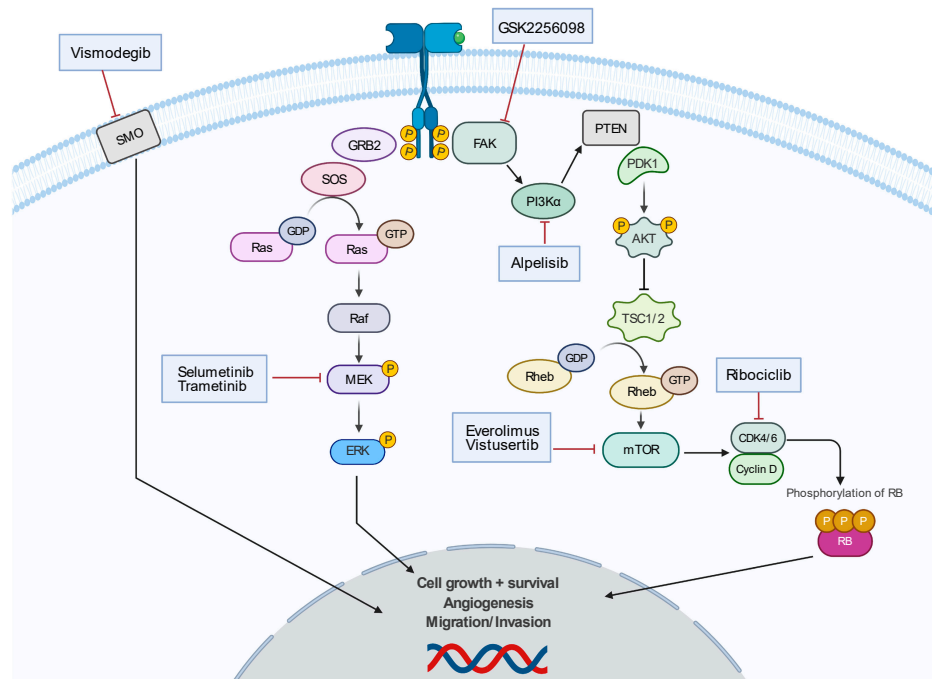 GSK2256098
Vismodegib
SMO
GRB2
P
P
P
P
FAK
PTEN
PDK1
SOS
PI3Kα
GDP
Ras
GTP
Ras
P
P
AKT
Alpelisib
Raf
TSC1/2
GDP
Rheb
GTP
Rheb
Selumetinib
Trametinib
MEK
P
Ribociclib
ERK
P
Everolimus
Vistusertib
mTOR
CDK4/6
Cyclin D
Phosphorylation of RB
P P P
RB
Cell growth + survival
Angiogenesis
Migration/Invasion